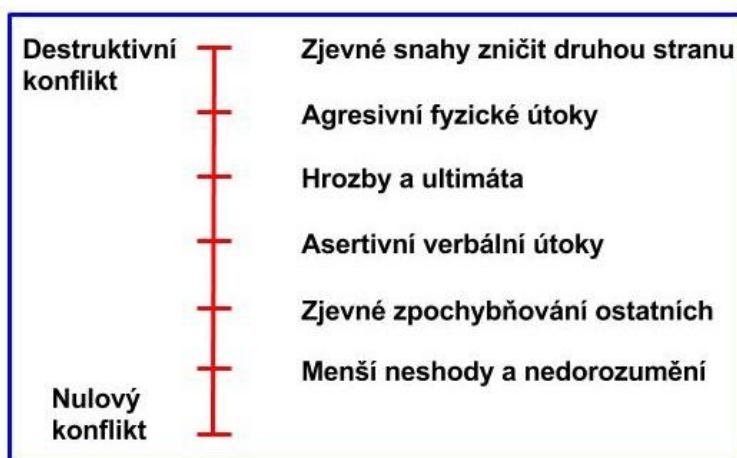 Destruktivní
konflikt
Zjevné snahy zničit druhou stranu
Agresivní fyzické útoky
Hrozby a ultimáta
Asertivní verbální útoky
Zjevné zpochybňování ostatních
Menší neshody a nedorozumění
Nulový
konflikt